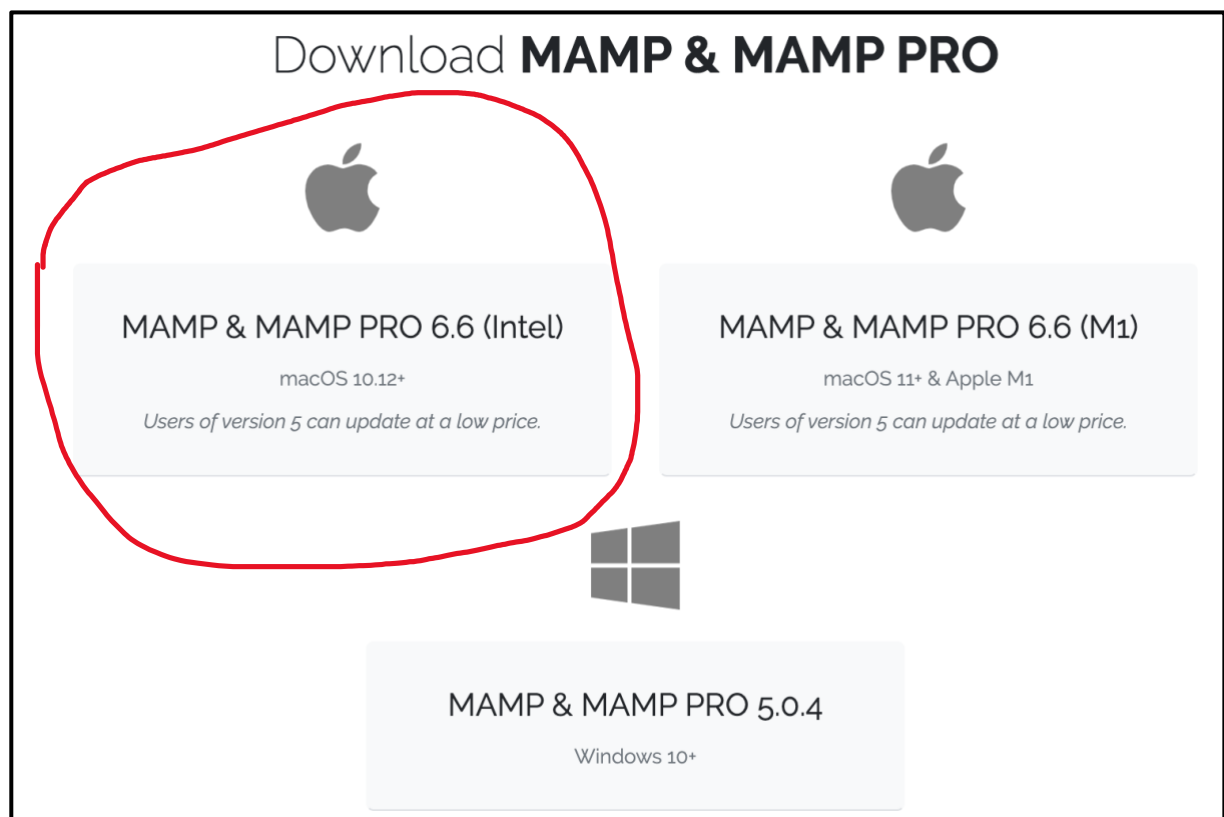 Download MAMP & MAMP PRO
MAMP & MAMP PRO 6.6 (Intel)
macOS 10.12+
Users of version 5 can update at a low price.
MAMP & MAMP PRO 6.6 (M1)
macOS 11+ & Apple M1
Users of version 5 can update at a low price.
MAMP & MAMP PRO 5.0.4
Windows 10+